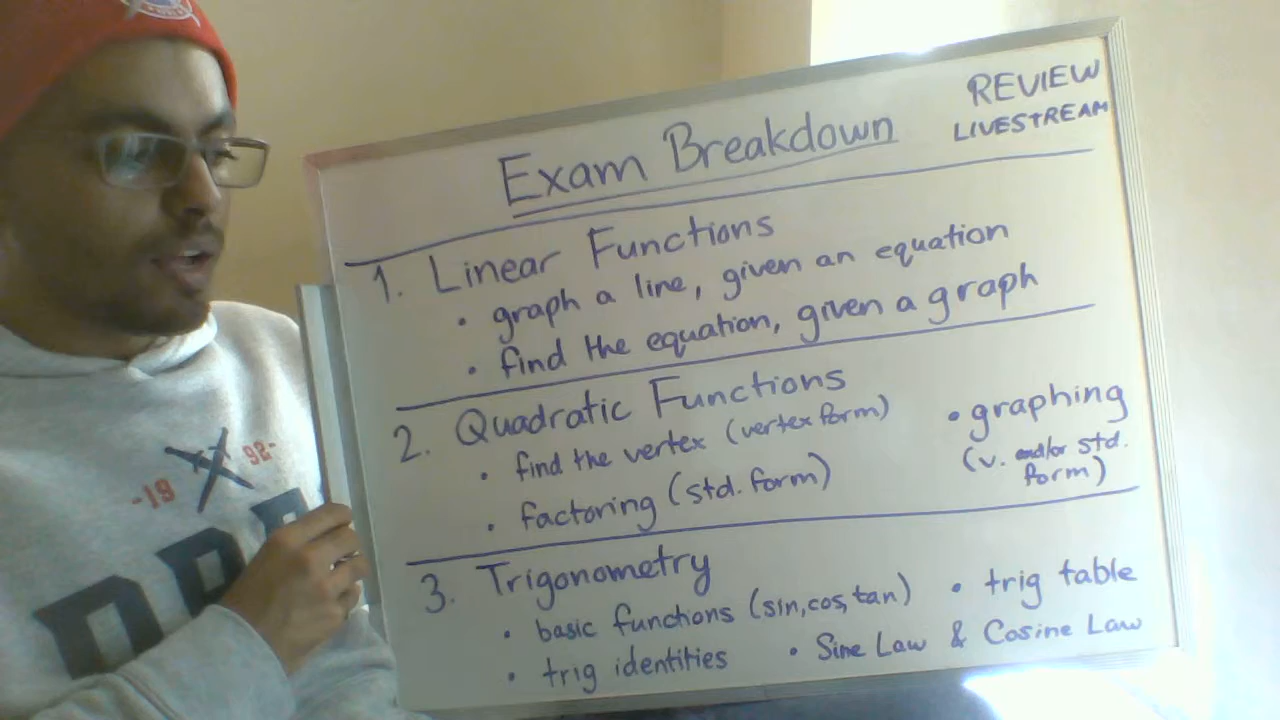 REVIEW
LIVESTREAM
Exam Breakdown
1. Linear Functions
• graph a line, given an equation
• find the equation, given a graph
2. Quadratic Functions
• find the vertex (vertex form)
• factoring (std. form)
• graphing
(v. and/or std.
form)
3. Trigonometry
• basic functions (sin, cos, tan)
• trig table
• trig identities
• Sine Law & Cosine Law
-19 92-